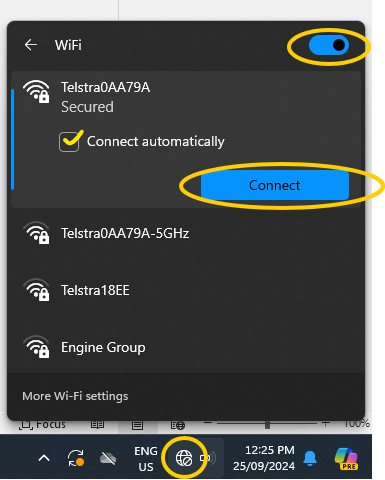 WiFi
Telstra0AA79A
Secured
Connect automatically
Connect
Telstra0AA79A-5GHz
Telstra18EE
Engine Group
More Wi-Fi settings
Focus
100%
ENG
US
12:25 PM
25/09/2024
PRE